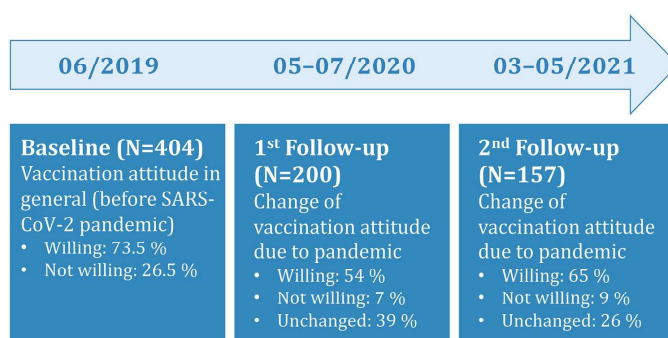 06/2019
05–07/2020
03–05/2021
Baseline (N=404)
Vaccination attitude in
general (before SARS-
CoV-2 pandemic)
• Willing: 73.5 %
• Not willing: 26.5 %
1st Follow-up
(N=200)
Change of
vaccination attitude
due to pandemic
• Willing: 54 %
• Not willing: 7 %
• Unchanged: 39 %
2nd Follow-up
(N=157)
Change of
vaccination attitude
due to pandemic
• Willing: 65 %
• Not willing: 9 %
• Unchanged: 26 %